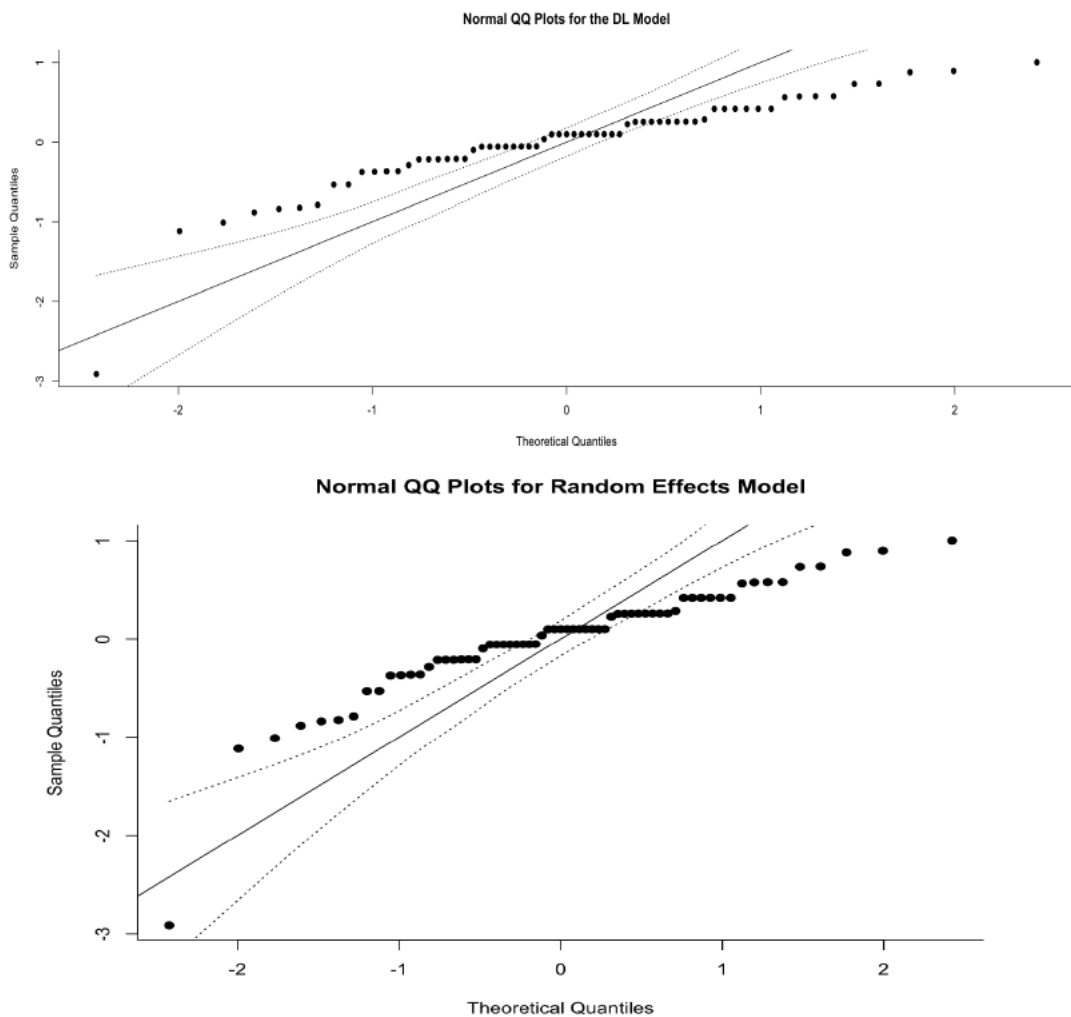 Normal QQ Plots for the DL Model
1
0
-1
-2
-3
Sample Quantiles
-2 -1 0 1 2
Theoretical Quantiles
Normal QQ Plots for Random Effects Model
1
0
-1
-2
-3
Sample Quantiles
-2 -1 0 1 2
Theoretical Quantiles